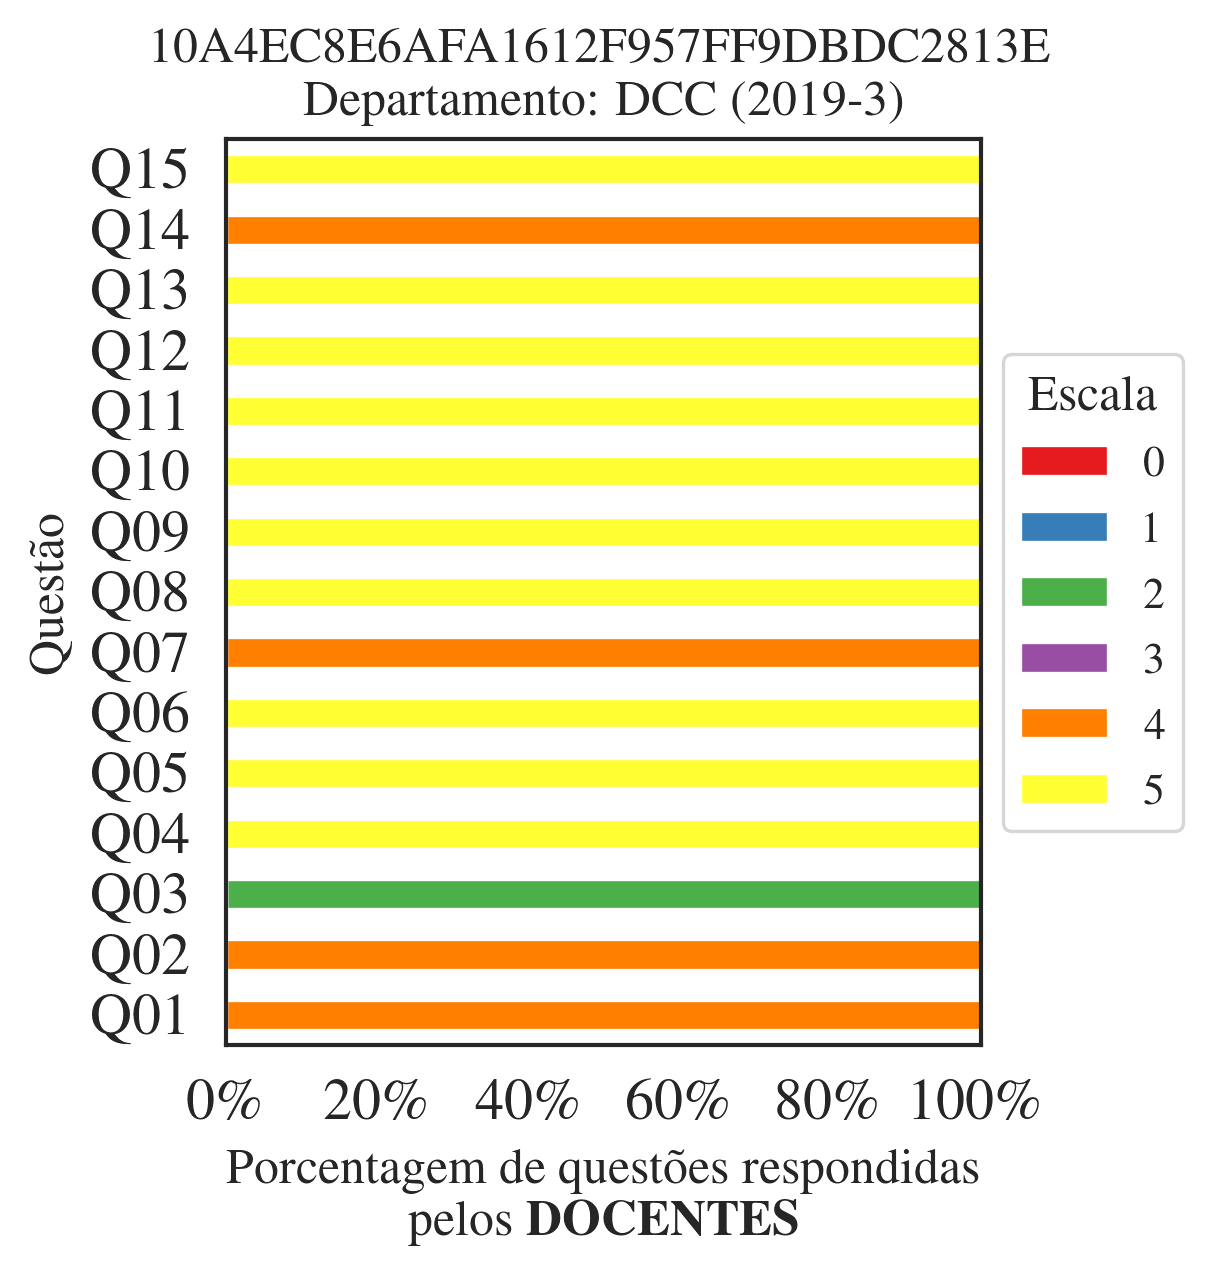 10A4EC8E6AFA1612F957FF9DBDC2813E
Departamento: DCC (2019-3)
Questão
Q15
Q14
Q13
Q12
Q11
Q10
Q09
Q08
Q07
Q06
Q05
Q04
Q03
Q02
Q01
0% 20% 40% 60% 80% 100%
Porcentagem de questões respondidas
pelos DOCENTES
Escala
0
1
2
3
4
5